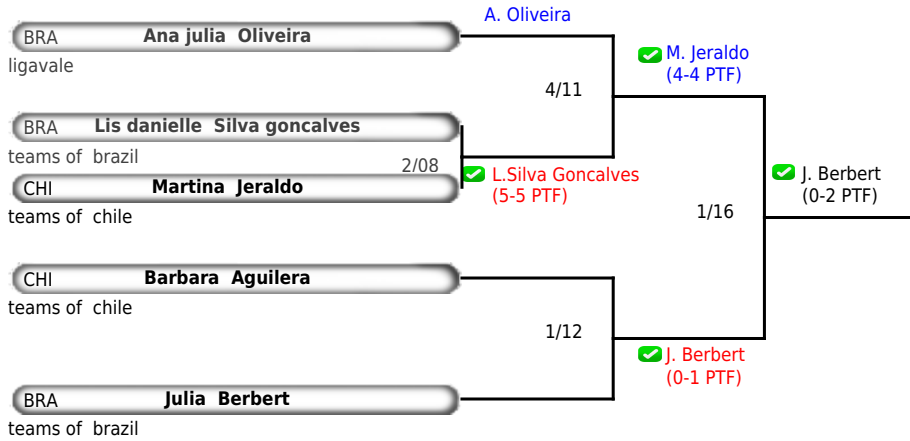 A. Oliveira
BRA Ana julia Oliveira
ligavale
M. Jeraldo
(4-4 PTF)
4/11
BRA Lis danielle Silva goncalves
teams of brazil
2/08
L.Silva Goncalves
(5-5 PTF)
CHI Martina Jeraldo
teams of chile
J. Berbert
(0-2 PTF)
1/16
CHI Barbara Aguilera
teams of chile
1/12
J. Berbert
(0-1 PTF)
BRA Julia Berbert
teams of brazil